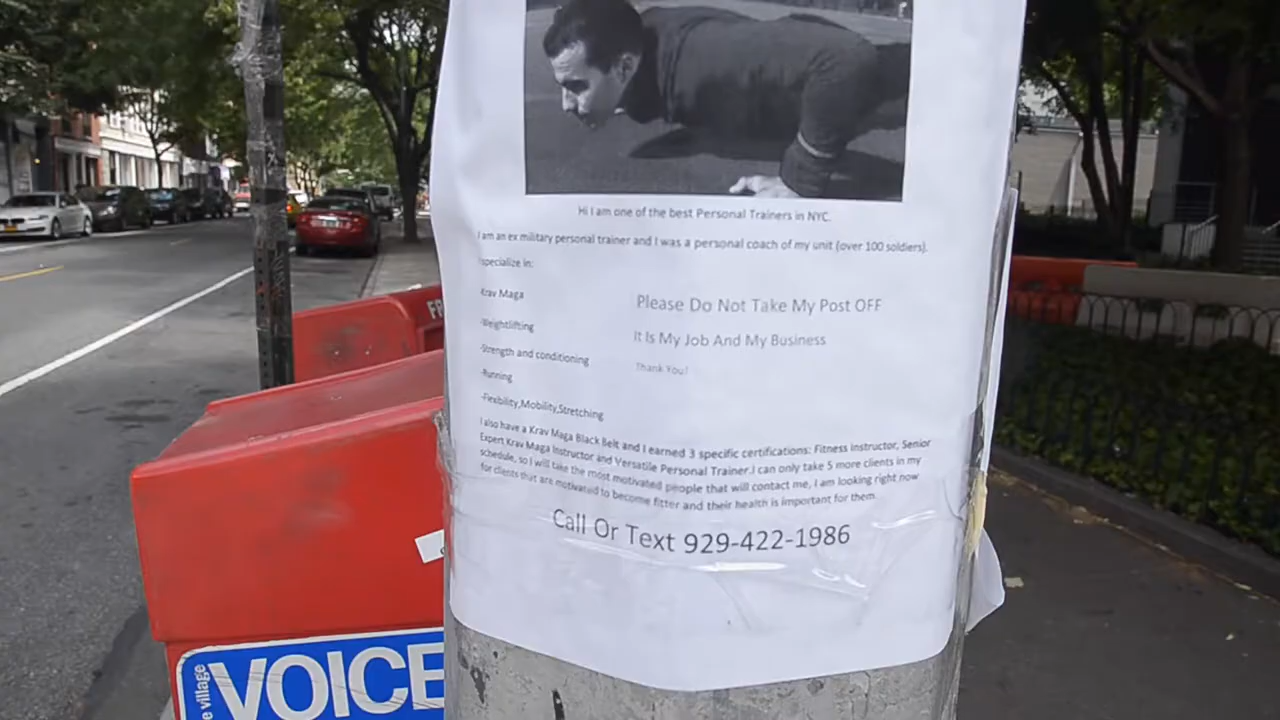 Hi I am one of the best Personal Trainers in NYC.
I am an ex military personal trainer and I was a personal coach of my unit (over 100 soldiers).
specialize in:
Krav Maga
-Weightlifting
-Strength and conditioning
-Running
-Flexbility,Mobility,Stretching
Please Do Not Take My Post OFF
It Is My Job And My Business
Thank You!
I also have a Krav Maga Black Belt and I earned 3 specific certifications: Fitness Instructor, Senior
Expert Krav Maga Instructor and Versatile Personal Trainer.I can only take 5 more clients in my
schedule, so I will take the most motivated people that will contact me, I am looking right now
for clients that are motivated to become fitter and their health is important for them.
Call Or Text 929-422-1986
FR
village
VOICE